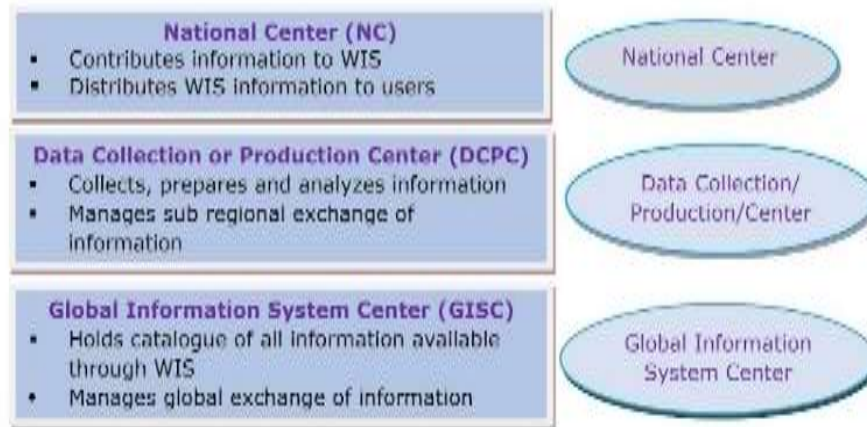 National Center (NC)
▪ Contributes information to WIS
▪ Distributes WIS information to users
National Center
Data Collection or Production Center (DCPC)
▪ Collects, prepares and analyzes information
▪ Manages sub regional exchange of
information
Data Collection/
Production/Center
Global Information System Center (GISC)
▪ Holds catalogue of all information available
through WIS
• Manages global exchange of information
Global Information
System Center